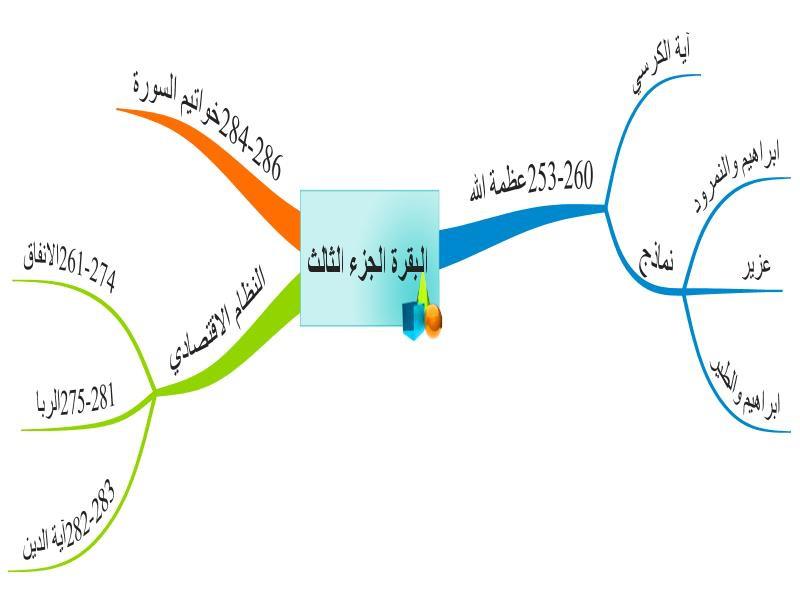 البقرة الجزء الثالث
253-260عظمة الله
آية الكرسي
نماذج
ابراهيم والنمرود
عزير
ابراهيم والطير
النظام الاقتصادي
261-274الانفاق
275-281الربا
282-283آية الدين
284-286خواتيم السورة